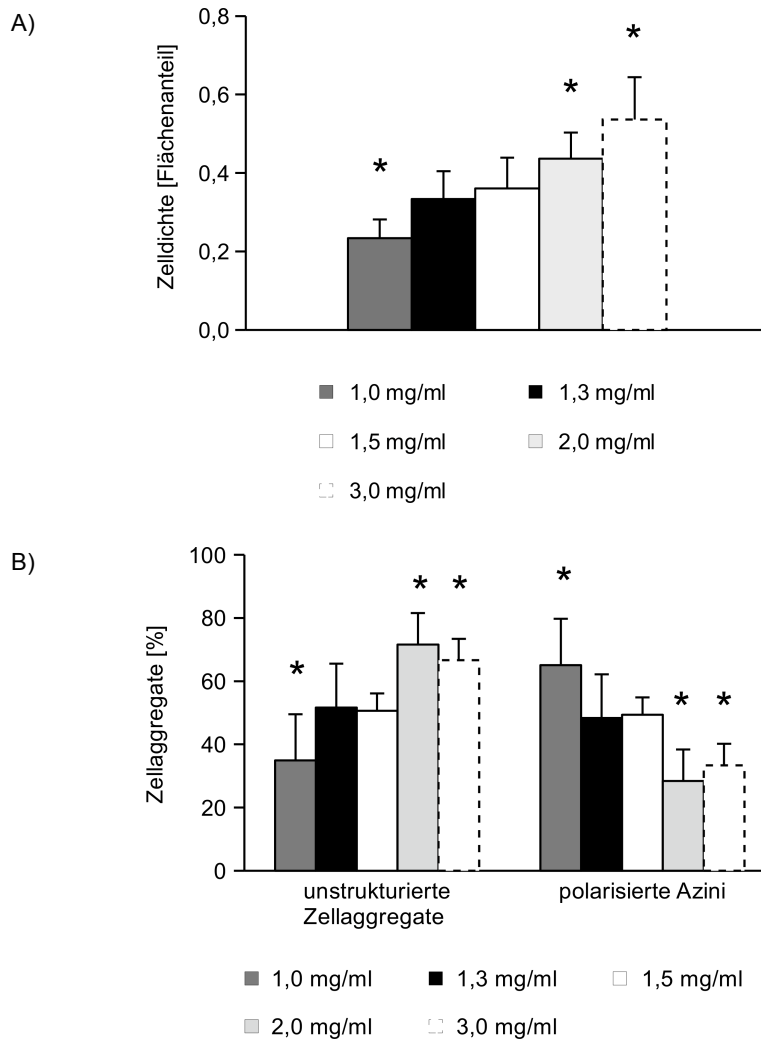 A)
Zelldichte [Flächenanteil]
0,8
0,6
0,4
0,2
0,0
*
*
*
1,0 mg/ml 1,3 mg/ml
1,5 mg/ml 2,0 mg/ml
3,0 mg/ml
B)
Zellaggregate [%]
100
80
60
40
20
0
* * * * * *
unstrukturierte polarisierte Azini
Zellaggregate
1,0 mg/ml 1,3 mg/ml 1,5 mg/ml
2,0 mg/ml 3,0 mg/ml